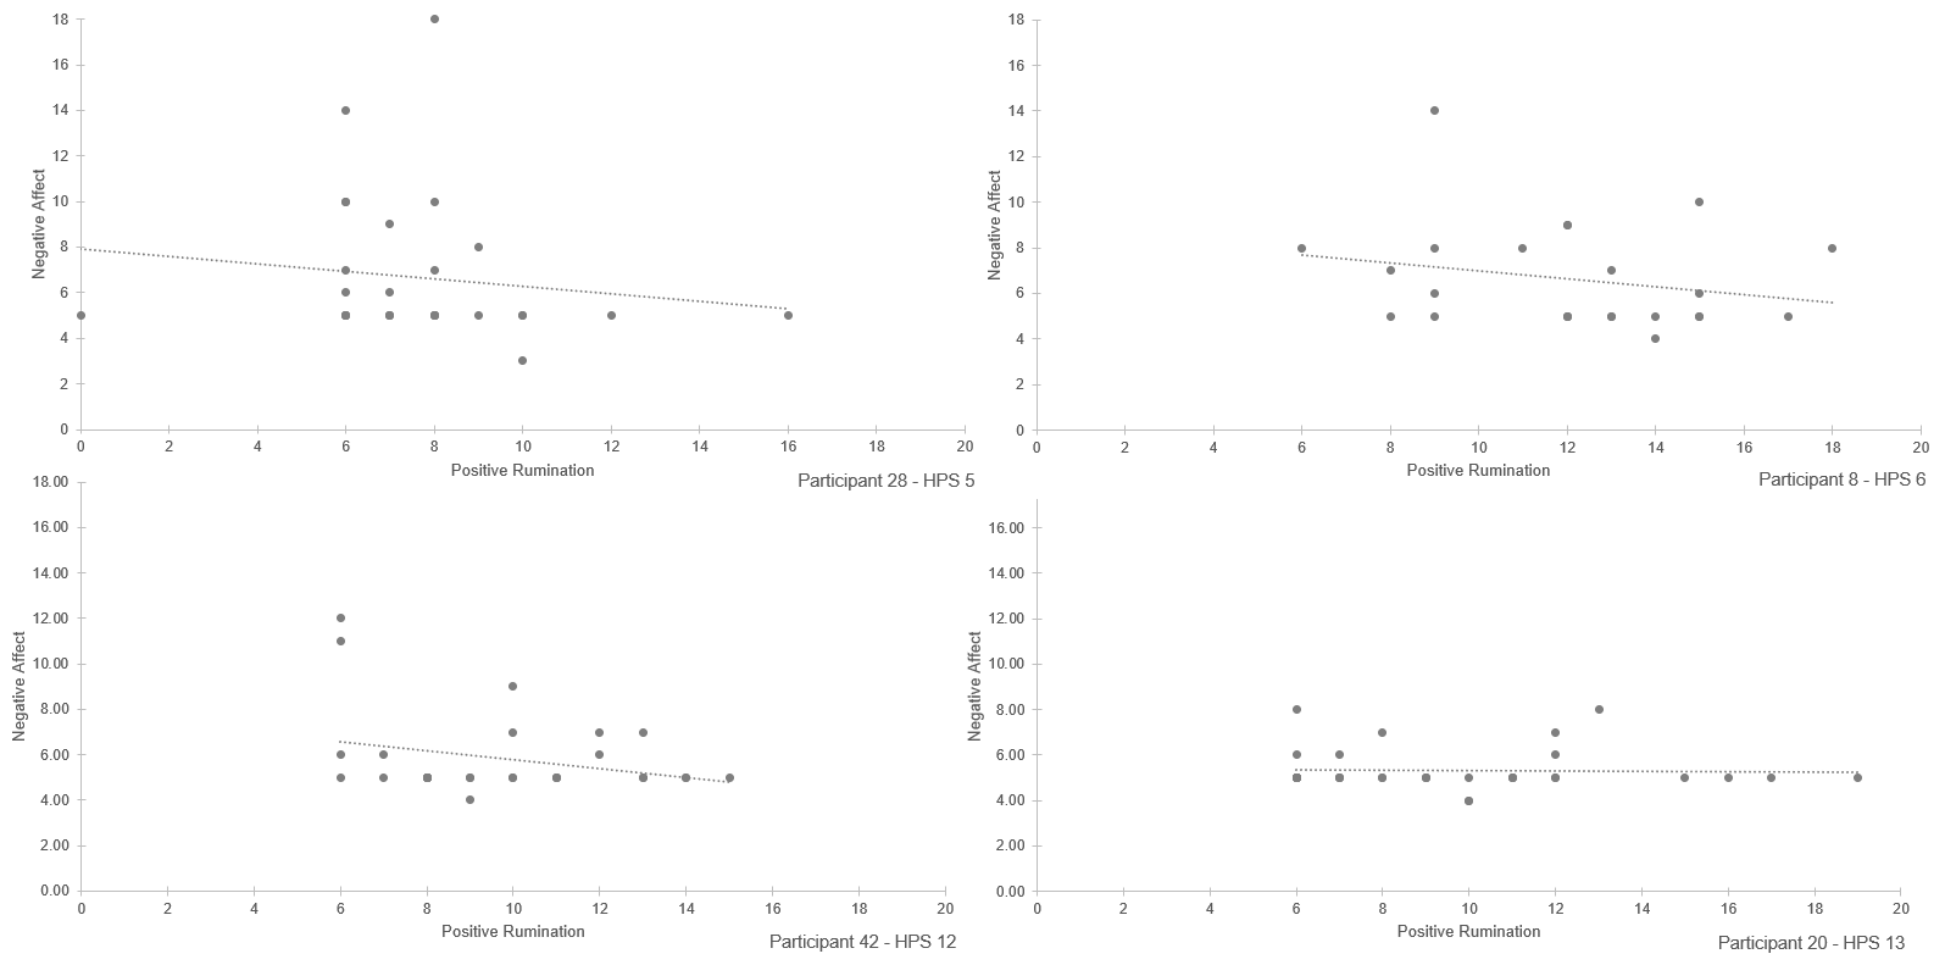 18
16
14
12
10
8
6
4
2
0
Negative Affect
0 2 4 6 8 10 12 14 16 18 20
Positive Rumination
Participant 28 - HPS 5
18
16
14
12
10
8
6
4
2
0
Negative Affect
0 2 4 6 8 10 12 14 16 18 20
Positive Rumination
Participant 8 - HPS 6
18.00
16.00
14.00
12.00
10.00
8.00
6.00
4.00
2.00
0.00
Negative Affect
0 2 4 6 8 10 12 14 16 18 20
Positive Rumination
Participant 42 - HPS 12
16.00
14.00
12.00
10.00
8.00
6.00
4.00
2.00
0.00
Negative Affect
0 2 4 6 8 10 12 14 16 18 20
Positive Rumination
Participant 20 - HPS 13